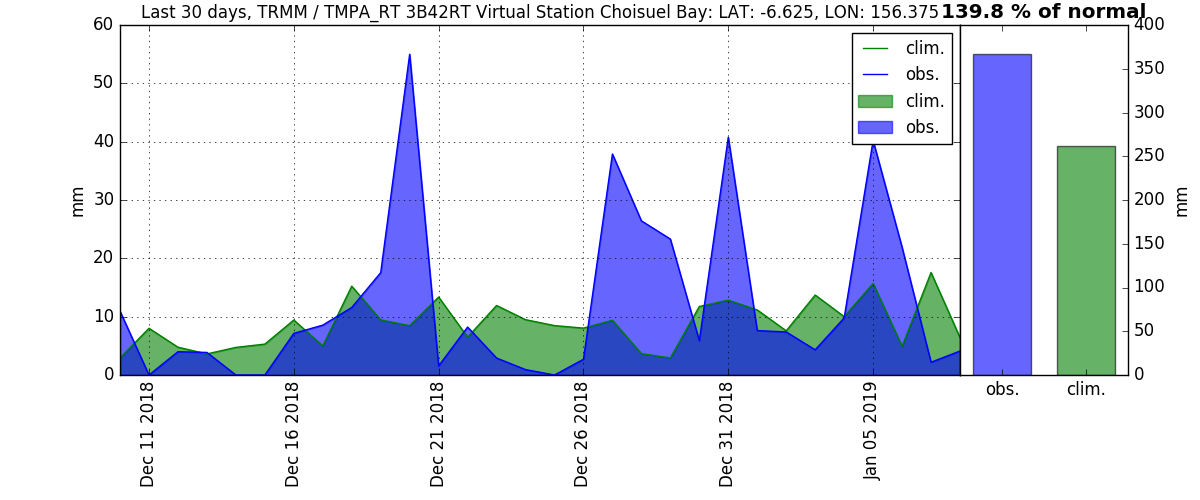 Last 30 days, TRMM / TMPA_RT 3B42RT Virtual Station Choisuel Bay: LAT: -6.625, LON: 156.375
139.8 % of normal
60
50
40
30
20
10
0
mm
clim.
obs.
clim.
obs.
Dec 11 2018
Dec 16 2018
Dec 21 2018
Dec 26 2018
Dec 31 2018
Jan 05 2019
400
350
300
250
200
150
100
50
0
mm
obs.
clim.